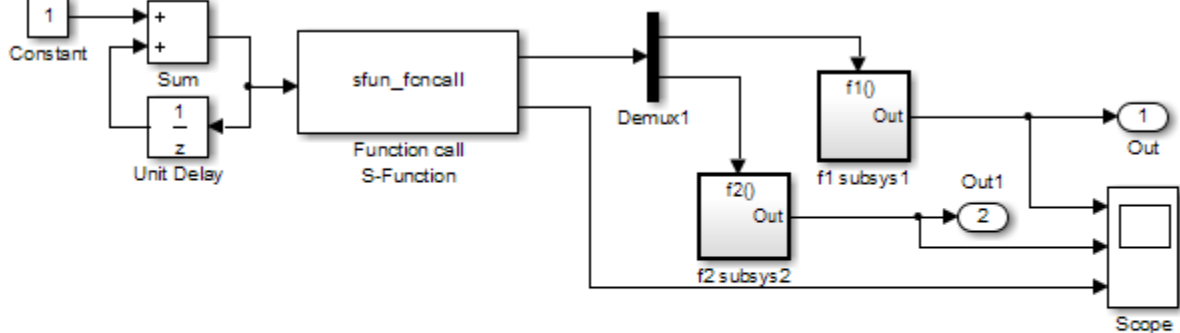 1
Constant
+
+
Sum
1
z
Unit Delay
sfun_fcncall
Function call
S-Function
Demux1
f1()
Out
f1 subsys1
f2()
Out
f2 subsys2
1
Out
Out1
2
Scope